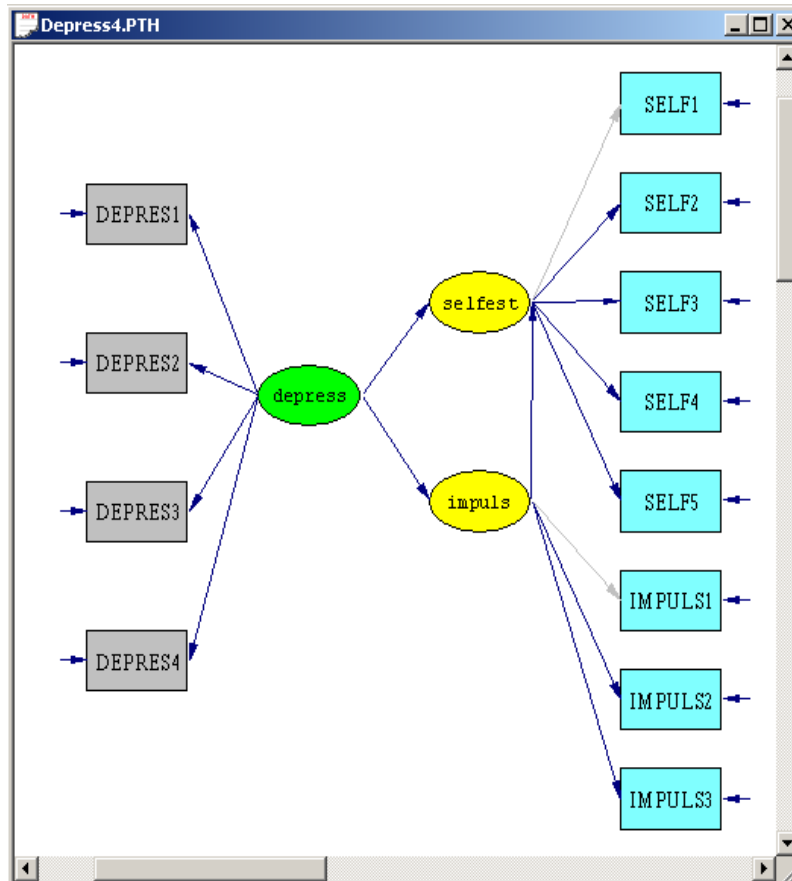 Depress4.PTH
SELF1
DEPRES1
SELF2
selfest
SELF3
DEPRES2
depress
SELF4
impuls
SELF5
DEPRES3
IMPULS1
DEPRES4
IMPULS2
IMPULS3